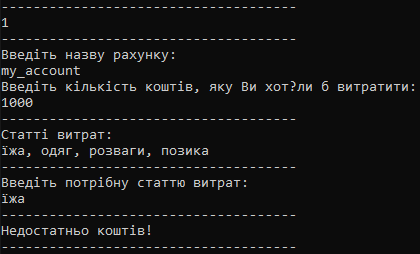 -------------------------------------
1
-------------------------------------
Введіть назву рахунку:
my_account
Введіть кількість коштів, яку Ви хот?ли б витратити:
1000
-------------------------------------
Статті витрат:
їжа, одяг, розваги, позика
-------------------------------------
Введіть потрібну статтю витрат:
їжа
-------------------------------------
Недостатньо коштів!
-------------------------------------